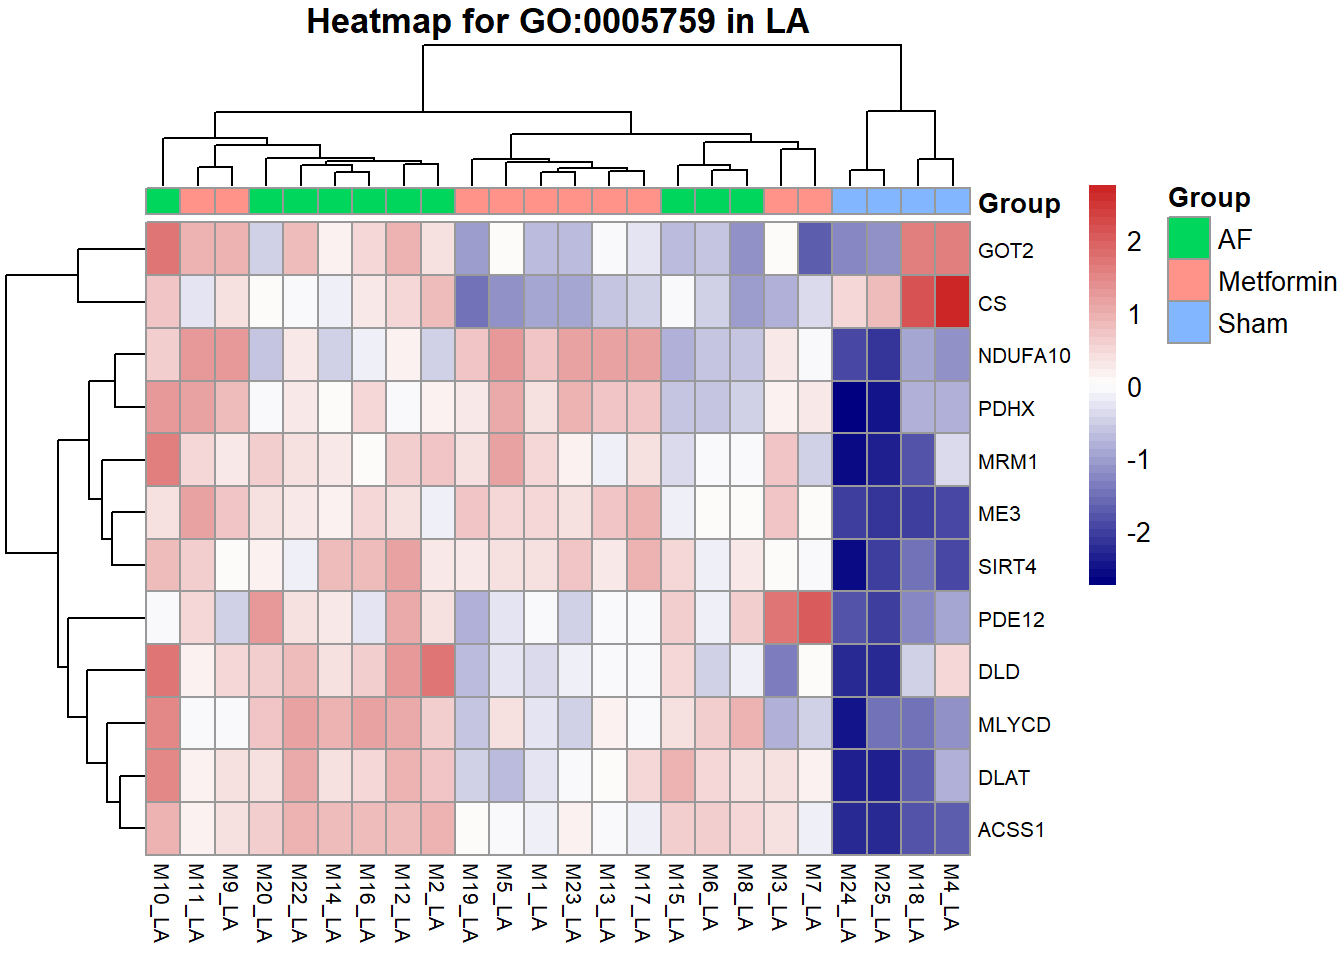 Heatmap for GO:0005759 in LA
Group
GOT2
CS
NDUFA10
PDHX
MRM1
ME3
SIRT4
PDE12
DLD
MLYCD
DLAT
ACSS1
M10_LA
M11_LA
M9_LA
M20_LA
M22_LA
M14_LA
M16_LA
M12_LA
M2_LA
M19_LA
M5_LA
M1_LA
M23_LA
M13_LA
M17_LA
M15_LA
M6_LA
M8_LA
M3_LA
M7_LA
M24_LA
M25_LA
M18_LA
M4_LA
2
1
0
-1
-2
Group
AF
Metformin
Sham